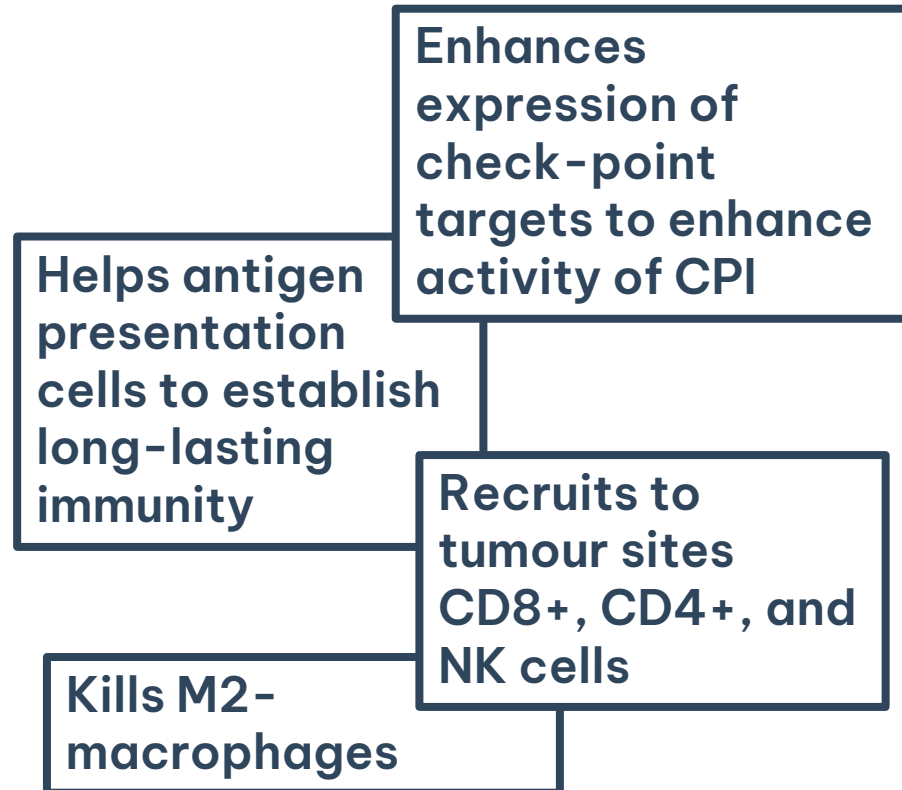 Enhances
expression of
check-point
targets to enhance
activity of CPI
Helps antigen
presentation
cells to establish
long-lasting
immunity
Recruits to
tumour sites
CD8+, CD4+, and
NK cells
Kills M2-
macrophages